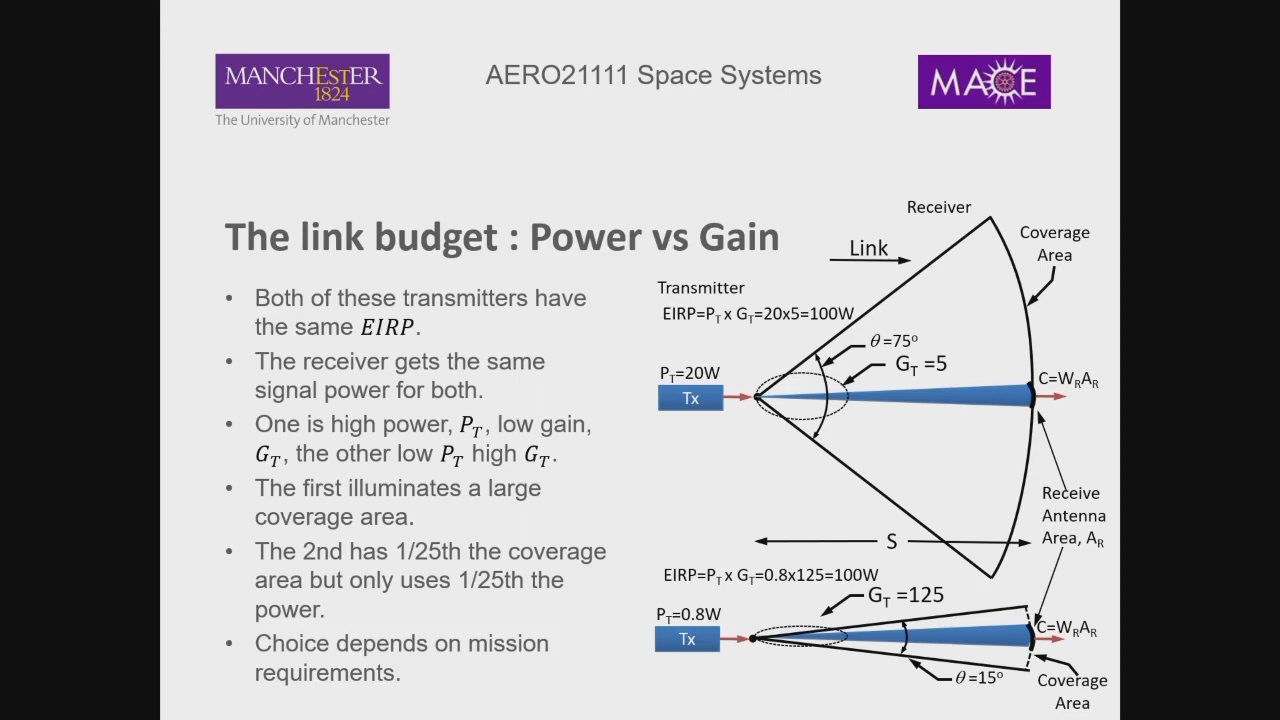 MANCHESTER
1824
The University of Manchester
AERO21111 Space Systems
MACE
The link budget : Power vs Gain
• Both of these transmitters have
the same EIRP.
• The receiver gets the same
signal power for both.
• One is high power, P_T, low gain,
G_T, the other low P_T high G_T.
• The first illuminates a large
coverage area.
• The 2nd has 1/25th the coverage
area but only uses 1/25th the
power.
• Choice depends on mission
requirements.
Receiver
Link
Coverage
Area
Transmitter
EIRP=P_T x G_T=20x5=100W
θ =75°
G_T =5
P_T=20W
Tx
C=W_RA_R
Receive
Antenna
Area, A_R
S
EIRP=P_T x G_T=0.8x125=100W
G_T =125
P_T=0.8W
Tx
C=W_RA_R
θ =15°
Coverage
Area